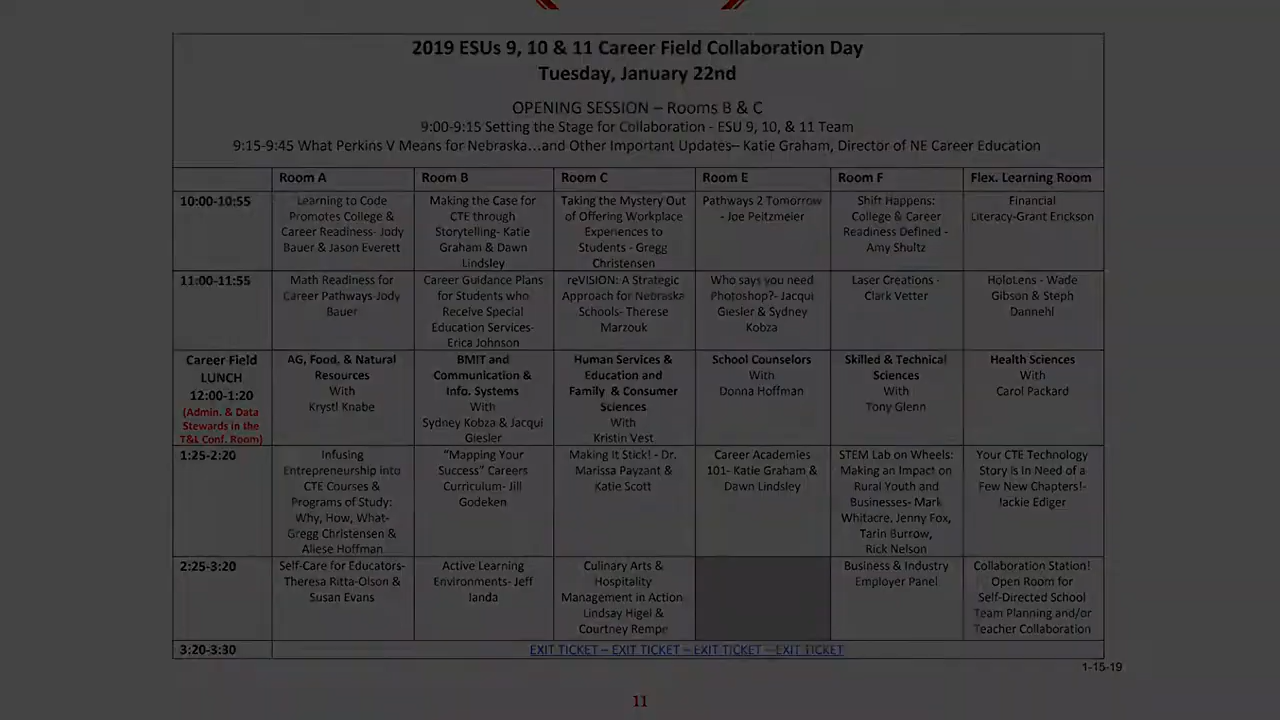 2019 ESUs 9, 10 & 11 Career Field Collaboration Day
Tuesday, January 22nd
OPENING SESSION – Rooms B & C
9:00-9:15 Setting the Stage for Collaboration - ESU 9, 10, & 11 Team
9:15-9:45 What Perkins V Means for Nebraska…and Other Important Updates– Katie Graham, Director of NE Career Education
Room A
Room B
Room C
Room E
Room F
Flex. Learning Room
10:00-10:55
Learning to Code
Promotes College &
Career Readiness- Jody
Bauer & Jason Everett
Making the Case for
CTE through
Storytelling- Katie
Graham & Dawn
Lindsley
Taking the Mystery Out
of Offering Workplace
Experiences to
Students - Gregg
Christensen
Pathways 2 Tomorrow
- Joe Peitzmeier
Shift Happens:
College & Career
Readiness Defined -
Amy Shultz
Financial
Literacy-Grant Erickson
11:00-11:55
Math Readiness for
Career Pathways-Jody
Bauer
Career Guidance Plans
for Students who
Receive Special
Education Services-
Erica Johnson
reVISION: A Strategic
Approach for Nebraska
Schools- Therese
Marzouk
Who says you need
Photoshop?- Jacqui
Giesler & Sydney
Kobza
Laser Creations -
Clark Vetter
HoloLens - Wade
Gibson & Steph
Dannehl
Career Field
LUNCH
12:00-1:20
(Admin. & Data
Stewards in the
T&L Conf. Room)
AG, Food, & Natural
Resources
With
Krystl Knabe
BMIT and
Communication &
Info. Systems
With
Sydney Kobza & Jacqui
Giesler
Human Services &
Education and
Family & Consumer
Sciences
With
Kristin Vest
School Counselors
With
Donna Hoffman
Skilled & Technical
Sciences
With
Tony Glenn
Health Sciences
With
Carol Packard
1:25-2:20
Infusing
Entrepreneurship into
CTE Courses &
Programs of Study:
Why, How, What-
Gregg Christensen &
Aliese Hoffman
“Mapping Your
Success” Careers
Curriculum- Jill
Godeken
Making It Stick! - Dr.
Marissa Payzant &
Katie Scott
Career Academies
101- Katie Graham &
Dawn Lindsley
STEM Lab on Wheels:
Making an Impact on
Rural Youth and
Businesses- Mark
Whitacre, Jenny Fox,
Tarin Burrow,
Rick Nelson
Your CTE Technology
Story is in Need of a
Few New Chapters!-
Jackie Ediger
2:25-3:20
Self-Care for Educators-
Theresa Ritta-Olson &
Susan Evans
Active Learning
Environments- Jeff
Ianda
Culinary Arts &
Hospitality
Management in Action
Lindsay Higel &
Courtney Rempe
Business & Industry
Employer Panel
Collaboration Station!
Open Room for
Self-Directed School
Team Planning and/or
Teacher Collaboration
3:20-3:30
EXIT TICKET – EXIT TICKET – EXIT TICKET – EXIT TICKET
1-15-19
11